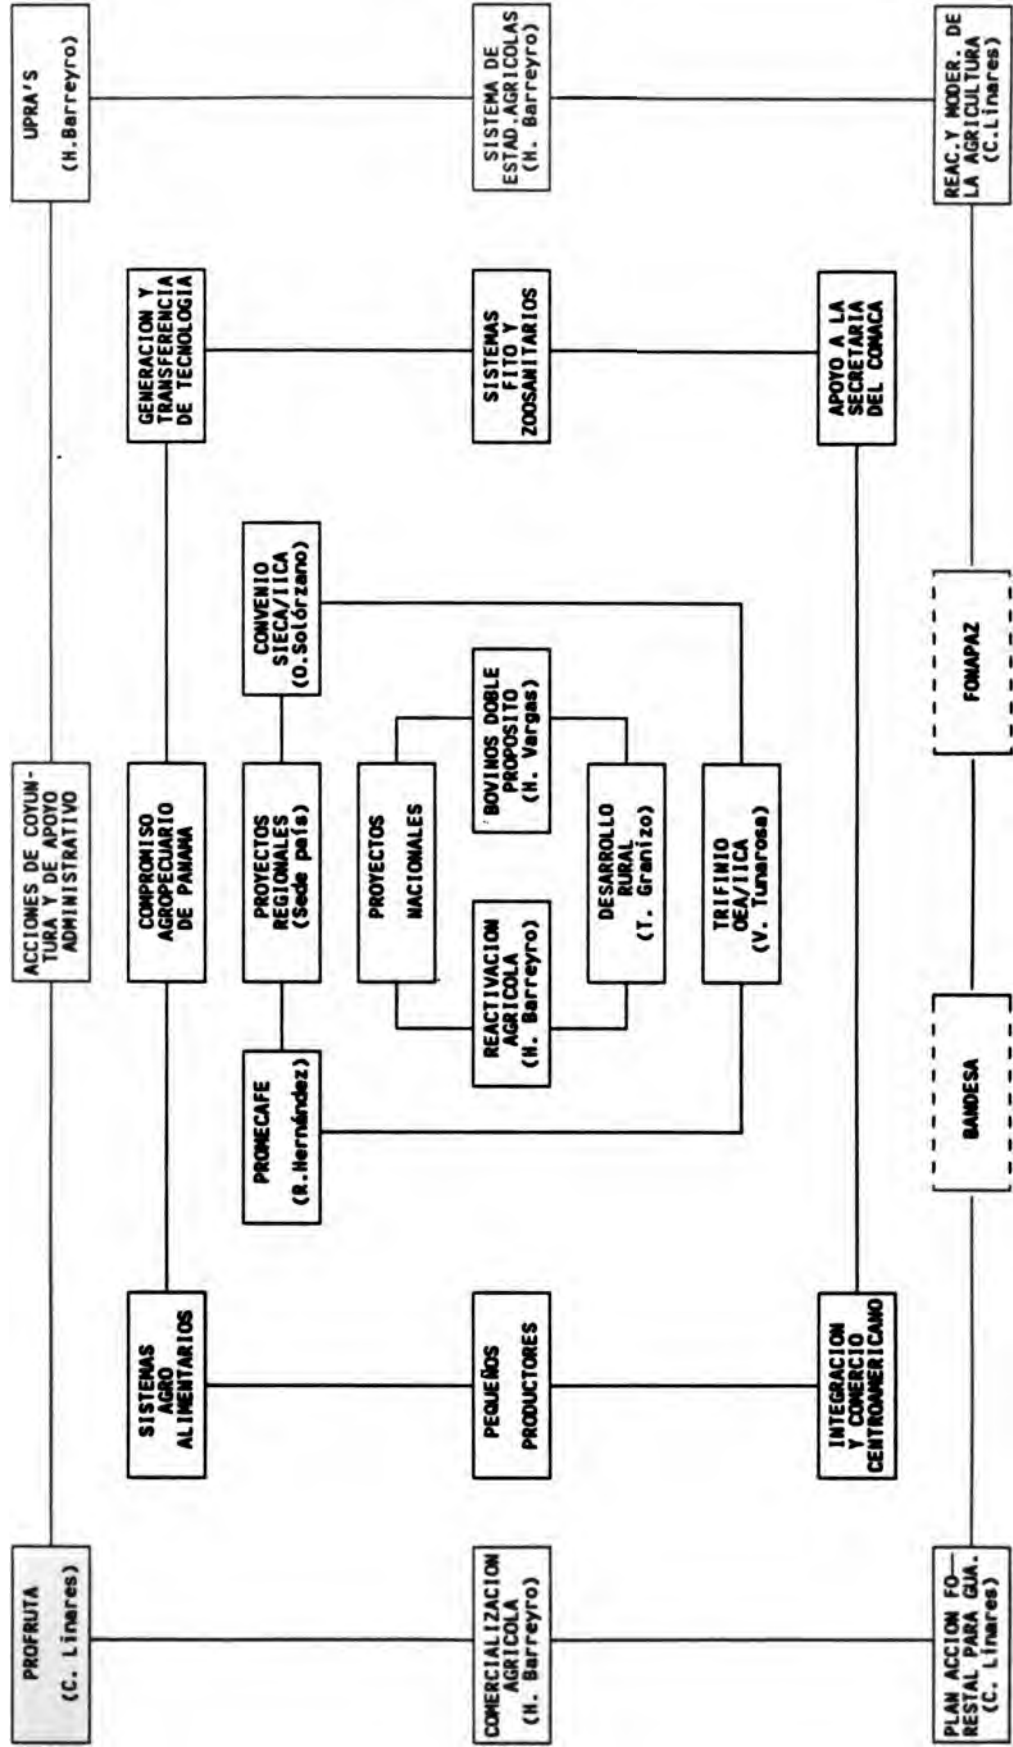 PROFRUTA
(C. Linares)
ACCIONES DE COYUN-
TURA Y DE APOYO
ADMINISTRATIVO
UPRA'S
(H.Barreyro)
SISTEMAS
AGRO
ALIMENTARIOS
COMPROMISO
AGROPECUARIO
DE PANAMA
GENERACION Y
TRANSFERENCIA
DE TECNOLOGIA
PROMECAFE
(R.Hernández)
PROYECTOS
REGIONALES
(Sede país)
CONVENIO
SIECA/IICA
(O.Solórzano)
PROYECTOS
NACIONALES
COMERCIALIZACION
AGRICOLA
(H. Barreyro)
PEQUEÑOS
PRODUCTORES
REACTIVACION
AGRICOLA
(H. Barreyro)
BOVINOS DOBLE
PROPOSITO
(H. Vargas)
SISTEMAS
FITO Y
ZOOSANITARIOS
SISTEMA DE
ESTAD.AGRICOLAS
(H. Barreyro)
DESARROLLO
RURAL
(T. Granizo)
TRIFINIO
OEA/IICA
(V. Tunarosa)
INTEGRACION
Y COMERCIO
CENTROAMERICANO
APOYO A LA
SECRETARIA
DEL COMACA
PLAN ACCION FO—
RESTAL PARA GUA.
(C. Linares)
BANDESA
FONAPAZ
REAC.Y MODER. DE
LA AGRICULTURA
(C.Linares)